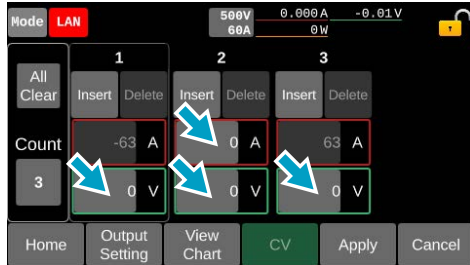 Mode LAN 500V 0.000A -0.01V
60A 0W
1 2 3
All Clear Insert Delete Insert Delete Insert Delete
Count -63 A 0 A 63 A
3 0 V 0 V 0 V
Home Output Setting View Chart CV Apply Cancel